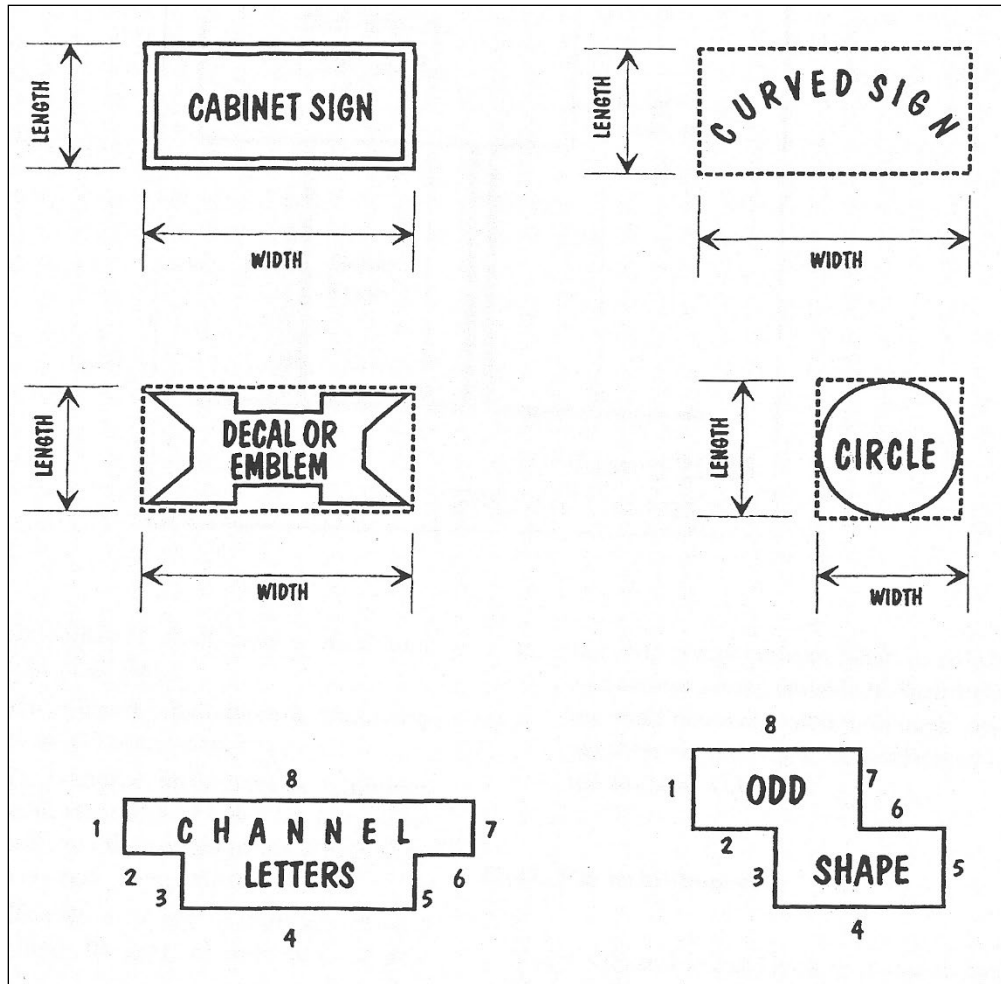 LENGTH
CABINET SIGN
WIDTH
LENGTH
CURVED SIGN
WIDTH
LENGTH
DECAL OR
EMBLEM
WIDTH
LENGTH
CIRCLE
WIDTH
8
1
CHANNEL
7
2
LETTERS
6
3
5
4
8
1
ODD
7
6
2
3
SHAPE
5
4